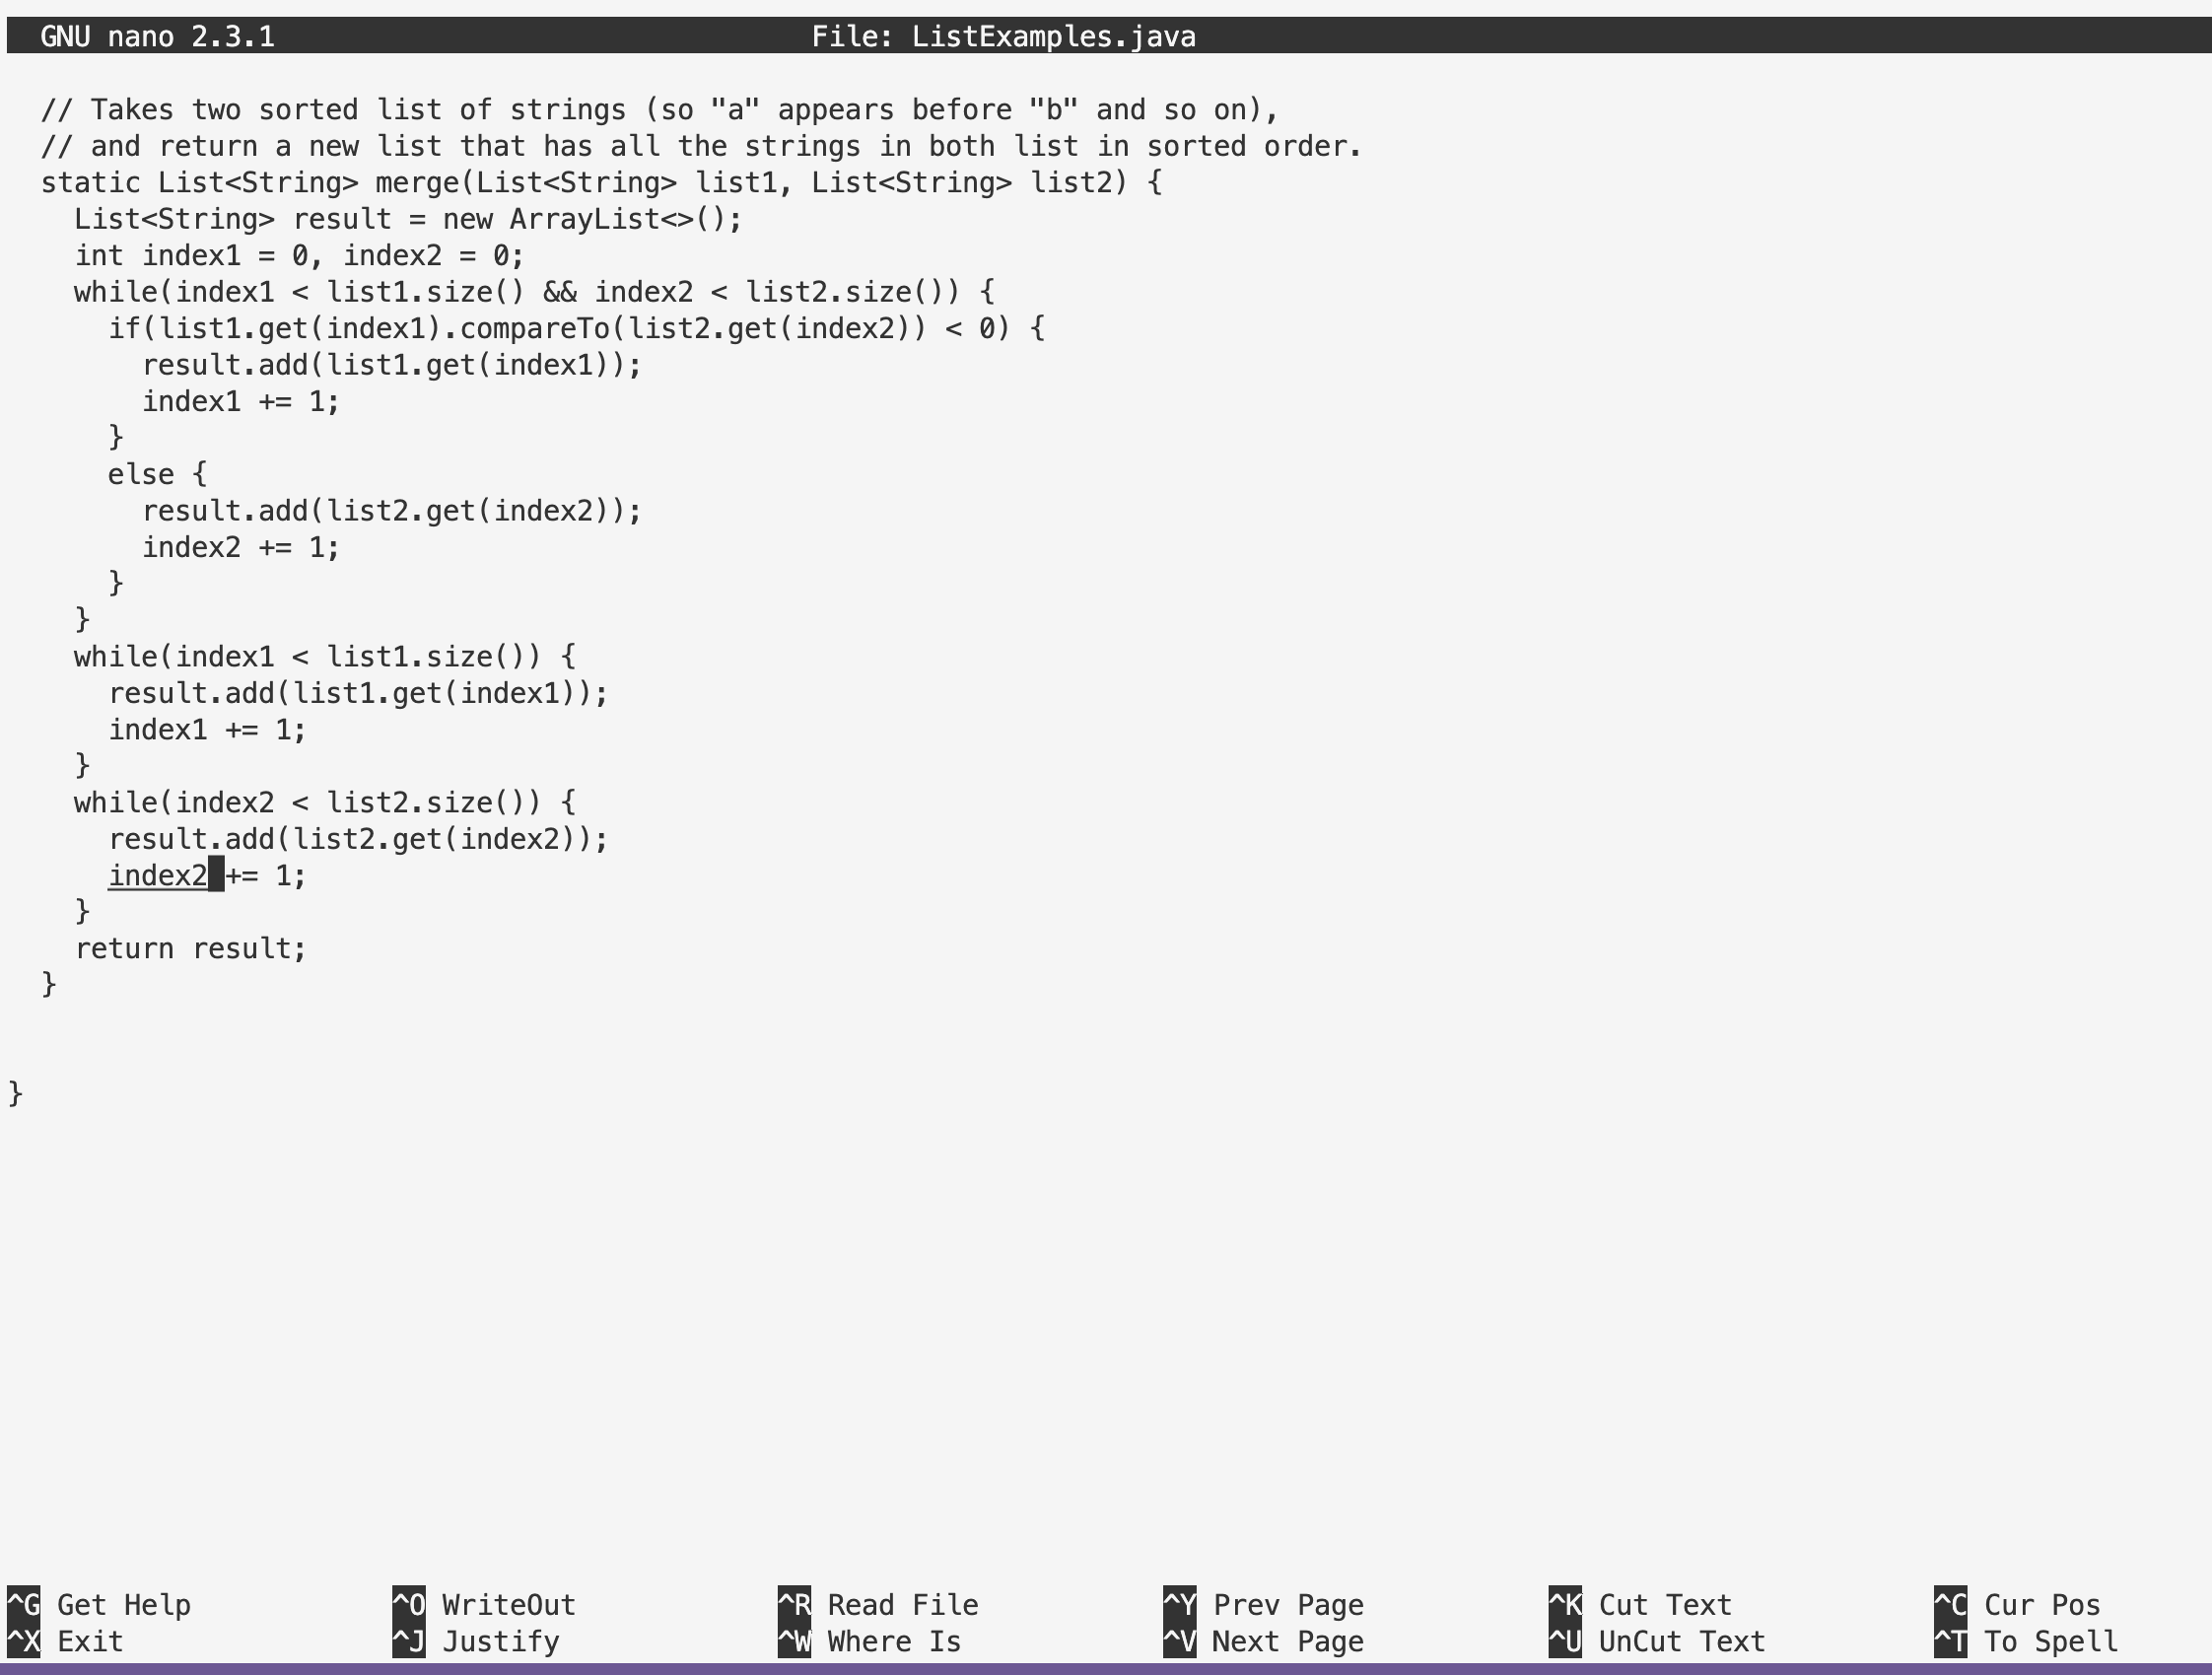 GNU nano 2.3.1 File: ListExamples.java
// Takes two sorted list of strings (so "a" appears before "b" and so on),
// and return a new list that has all the strings in both list in sorted order.
static List<String> merge(List<String> list1, List<String> list2) {
List<String> result = new ArrayList<>();
int index1 = 0, index2 = 0;
while(index1 < list1.size() && index2 < list2.size()) {
if(list1.get(index1).compareTo(list2.get(index2)) < 0) {
result.add(list1.get(index1));
index1 += 1;
}
else {
result.add(list2.get(index2));
index2 += 1;
}
}
while(index1 < list1.size()) {
result.add(list1.get(index1));
index1 += 1;
}
while(index2 < list2.size()) {
result.add(list2.get(index2));
index2 += 1;
}
return result;
}
}
^G Get Help ^O WriteOut ^R Read File ^Y Prev Page ^K Cut Text ^C Cur Pos
^X Exit ^J Justify ^W Where Is ^V Next Page ^U UnCut Text ^T To Spell